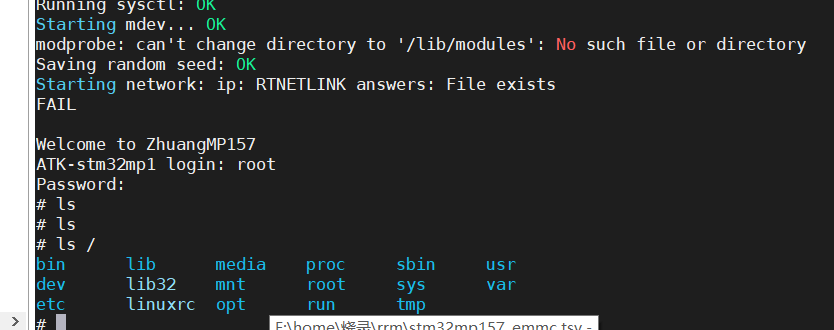 Running sysctl: OK
Starting mdev... OK
modprobe: can't change directory to '/lib/modules': No such file or directory
Saving random seed: OK
Starting network: ip: RTNETLINK answers: File exists
FAIL
Welcome to ZhuangMP157
ATK-stm32mp1 login: root
Password:
# ls
# ls
# ls /
bin lib media proc sbin usr
dev lib32 mnt root sys var
etc linuxrc opt run tmp
#
F:\home\烧录\rrm\stm32mp157_emmc.tsv -